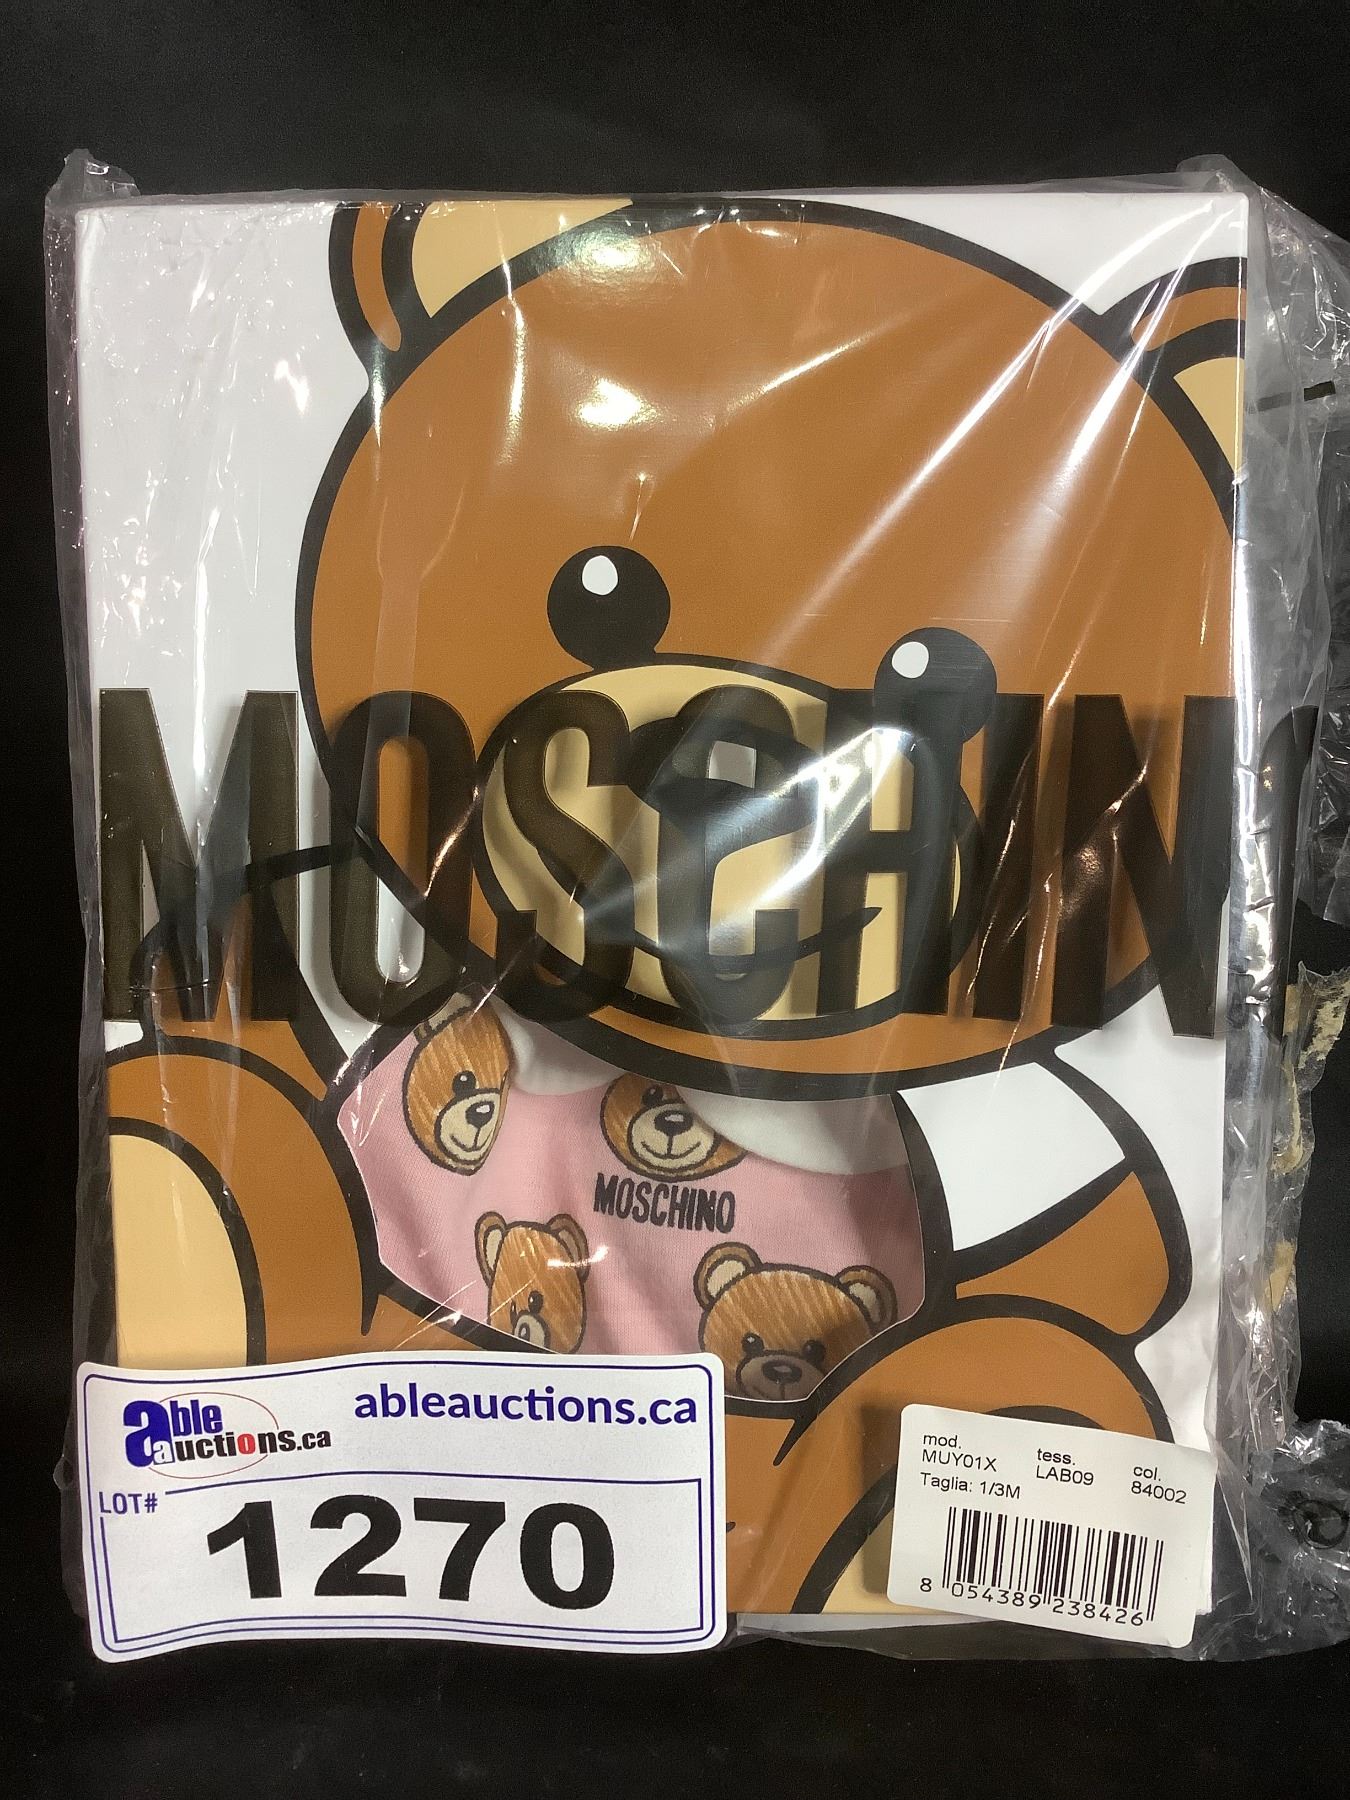 MOSCHINO
MOSCHINO
able auctions.ca
ableauctions.ca
LOT#
1270
mod. tess. col.
MUY01X LAB09 84002
Taglia: 1/3M
8 054389 238426